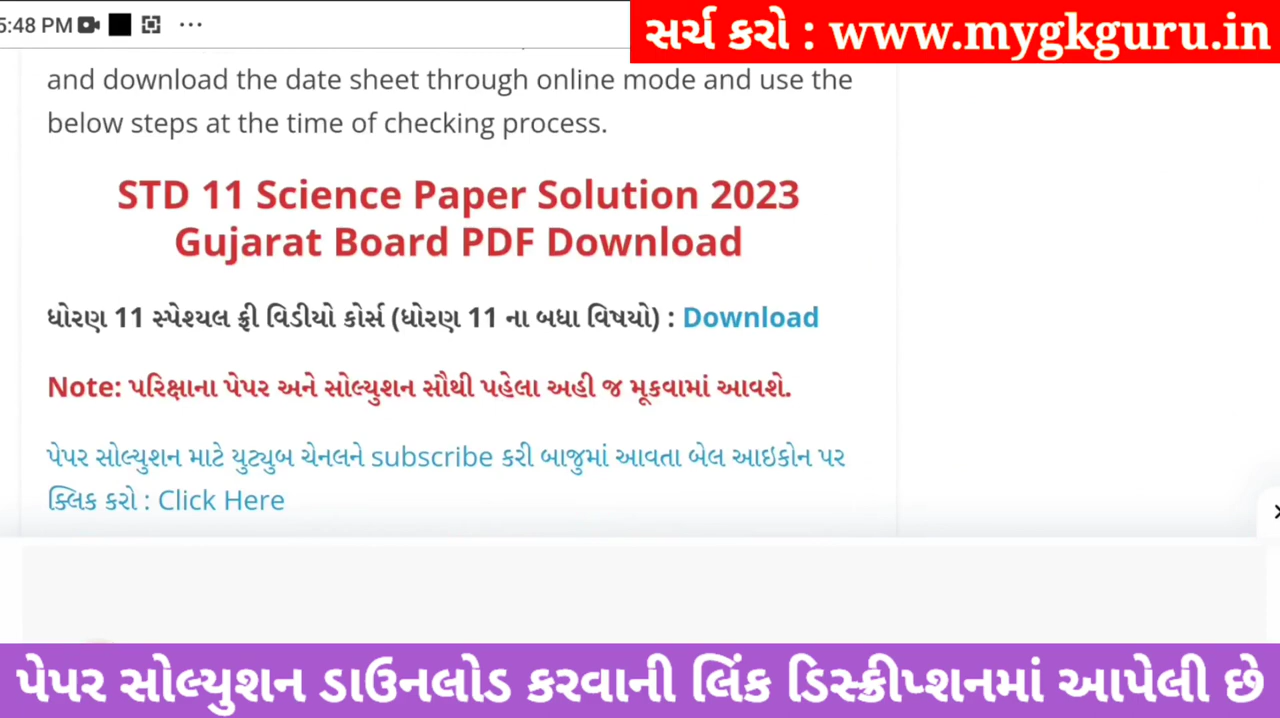 5:48 PM
સર્ચ કરો : www.mygkguru.in
and download the date sheet through online mode and use the
below steps at the time of checking process.
STD 11 Science Paper Solution 2023
Gujarat Board PDF Download
ધોરણ 11 સ્પેશ્યલ ફ્રી વિડીયો કોર્સ (ધોરણ 11 ના બધા વિષયો) : Download
Note: પરિક્ષાના પેપર અને સોલ્યુશન સૌથી પહેલા અહી જ મૂકવામાં આવશે.
પેપર સોલ્યુશન માટે યુટ્યુબ ચેનલને subscribe કરી બાજુમાં આવતા બેલ આઇકોન પર
ક્લિક કરો : Click Here
પેપર સોલ્યુશન ડાઉનલોડ કરવાની લિંક ડિસ્ક્રીપ્શનમાં આપેલી છે